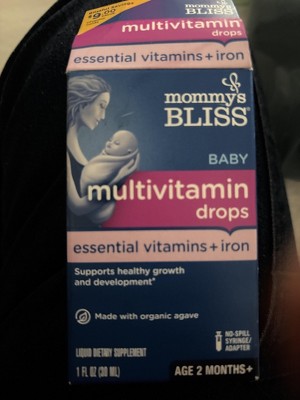 $9.00
BLISS
multivitamin
drops
essential vitamins + iron
mommy's
BLISS
BABY
multivitamin
drops
essential vitamins + iron
Supports healthy growth
and development*
Made with organic agave
NO-SPILL
SYRINGE/
ADAPTER
LIQUID DIETARY SUPPLEMENT
1 FL OZ (30 ML)
AGE 2 MONTHS+